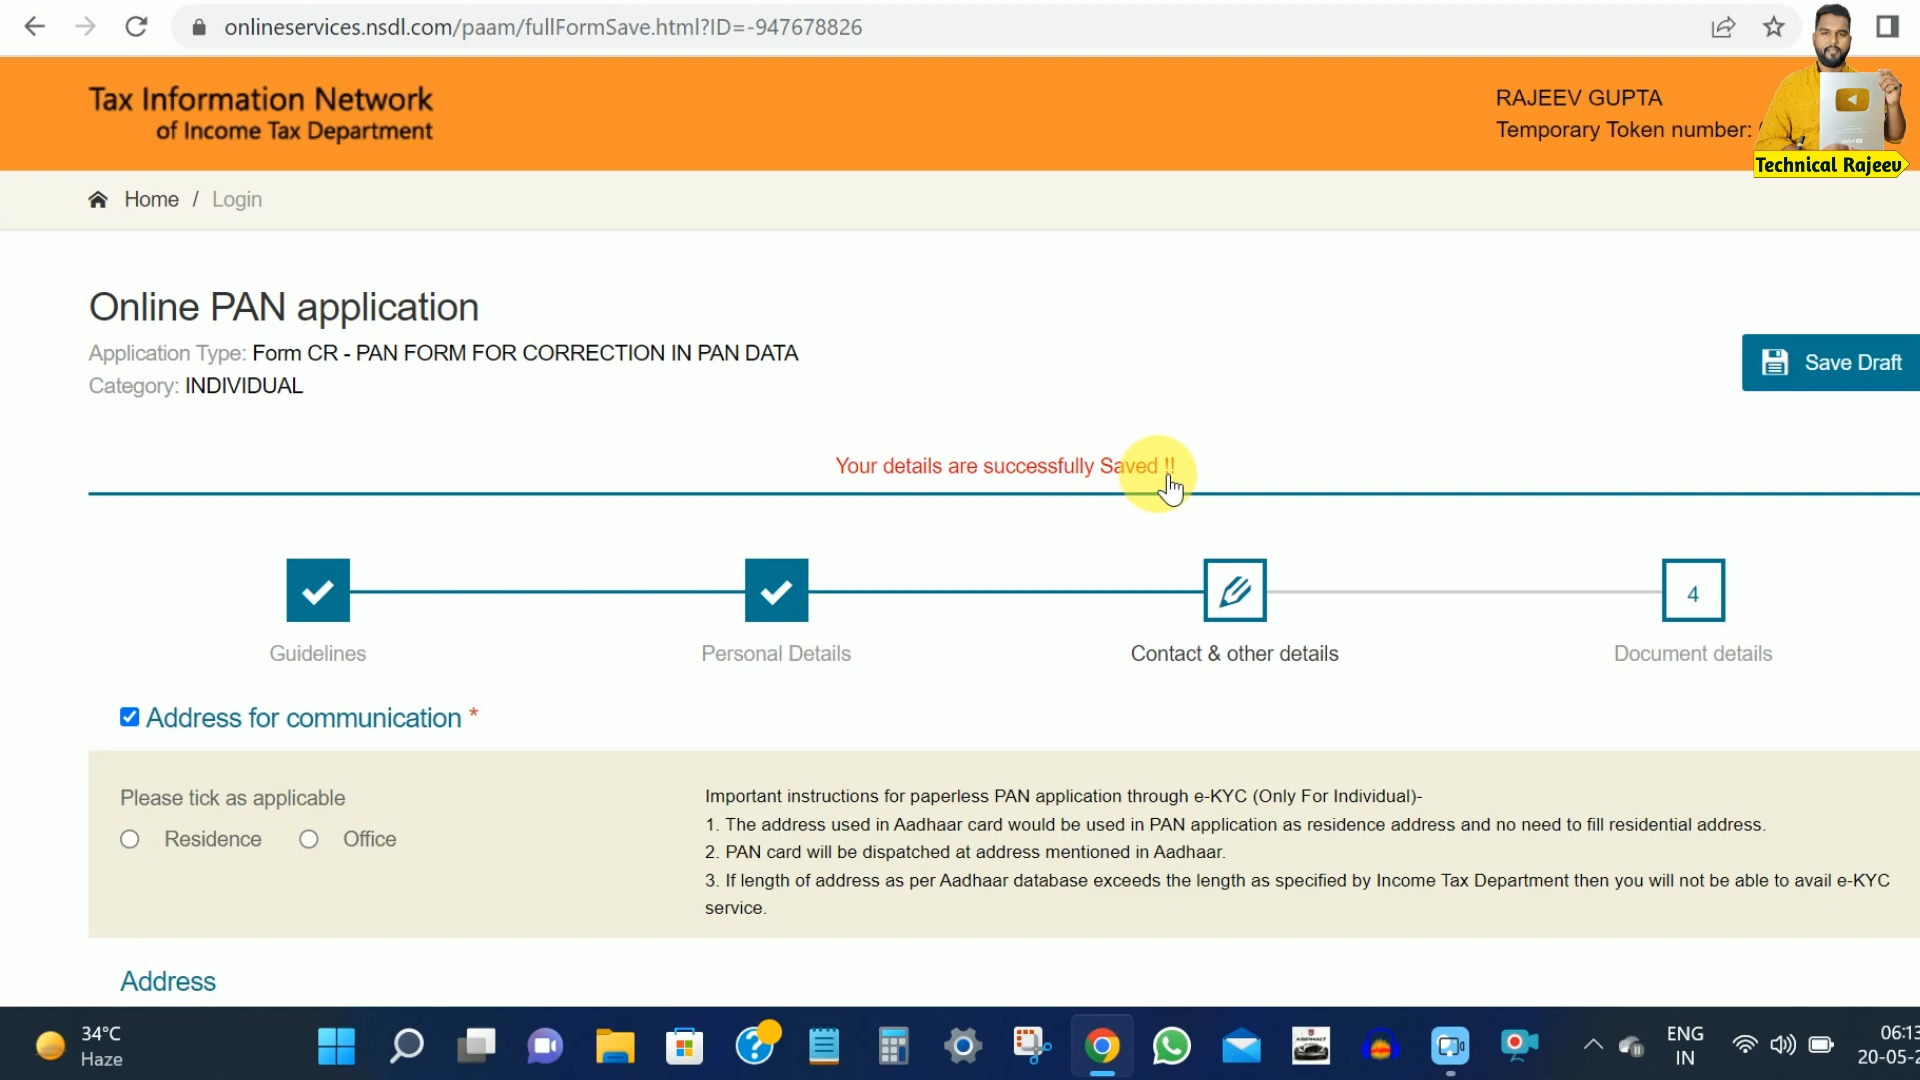 onlineservices.nsdl.com/paam/fullFormSave.html?ID=-947678826
Tax Information Network
of Income Tax Department
RAJEEV GUPTA
Temporary Token number:
Technical Rajeev
Home / Login
Online PAN application
Application Type: Form CR - PAN FORM FOR CORRECTION IN PAN DATA
Category: INDIVIDUAL
Save Draft
Your details are successfully Saved !!
4
Guidelines
Personal Details
Contact & other details
Document details
Address for communication *
Please tick as applicable
Residence
Office
Important instructions for paperless PAN application through e-KYC (Only For Individual)-
1. The address used in Aadhaar card would be used in PAN application as residence address and no need to fill residential address.
2. PAN card will be dispatched at address mentioned in Aadhaar.
3. If length of address as per Aadhaar database exceeds the length as specified by Income Tax Department then you will not be able to avail e-KYC
service.
Address
34°C
Haze
ENG
IN
06:13
20-05-2